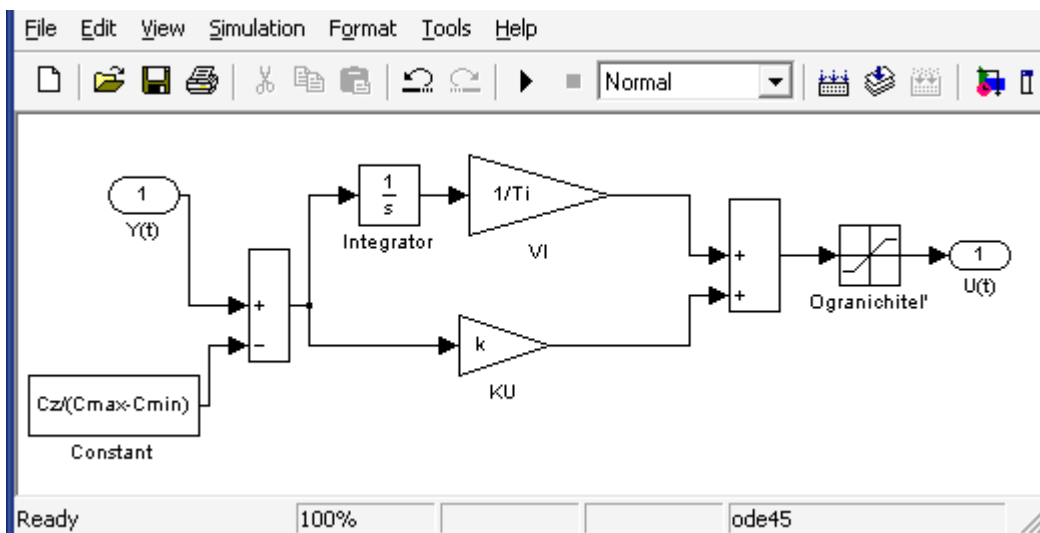 File Edit View Simulation Format Tools Help
Normal
1
Y(t)
1
s
Integrator
1/Ti
VI
+
−
+
+
Ogranichitel'
1
U(t)
k
KU
Cz/(Cmax-Cmin)
Constant
Ready 100% ode45